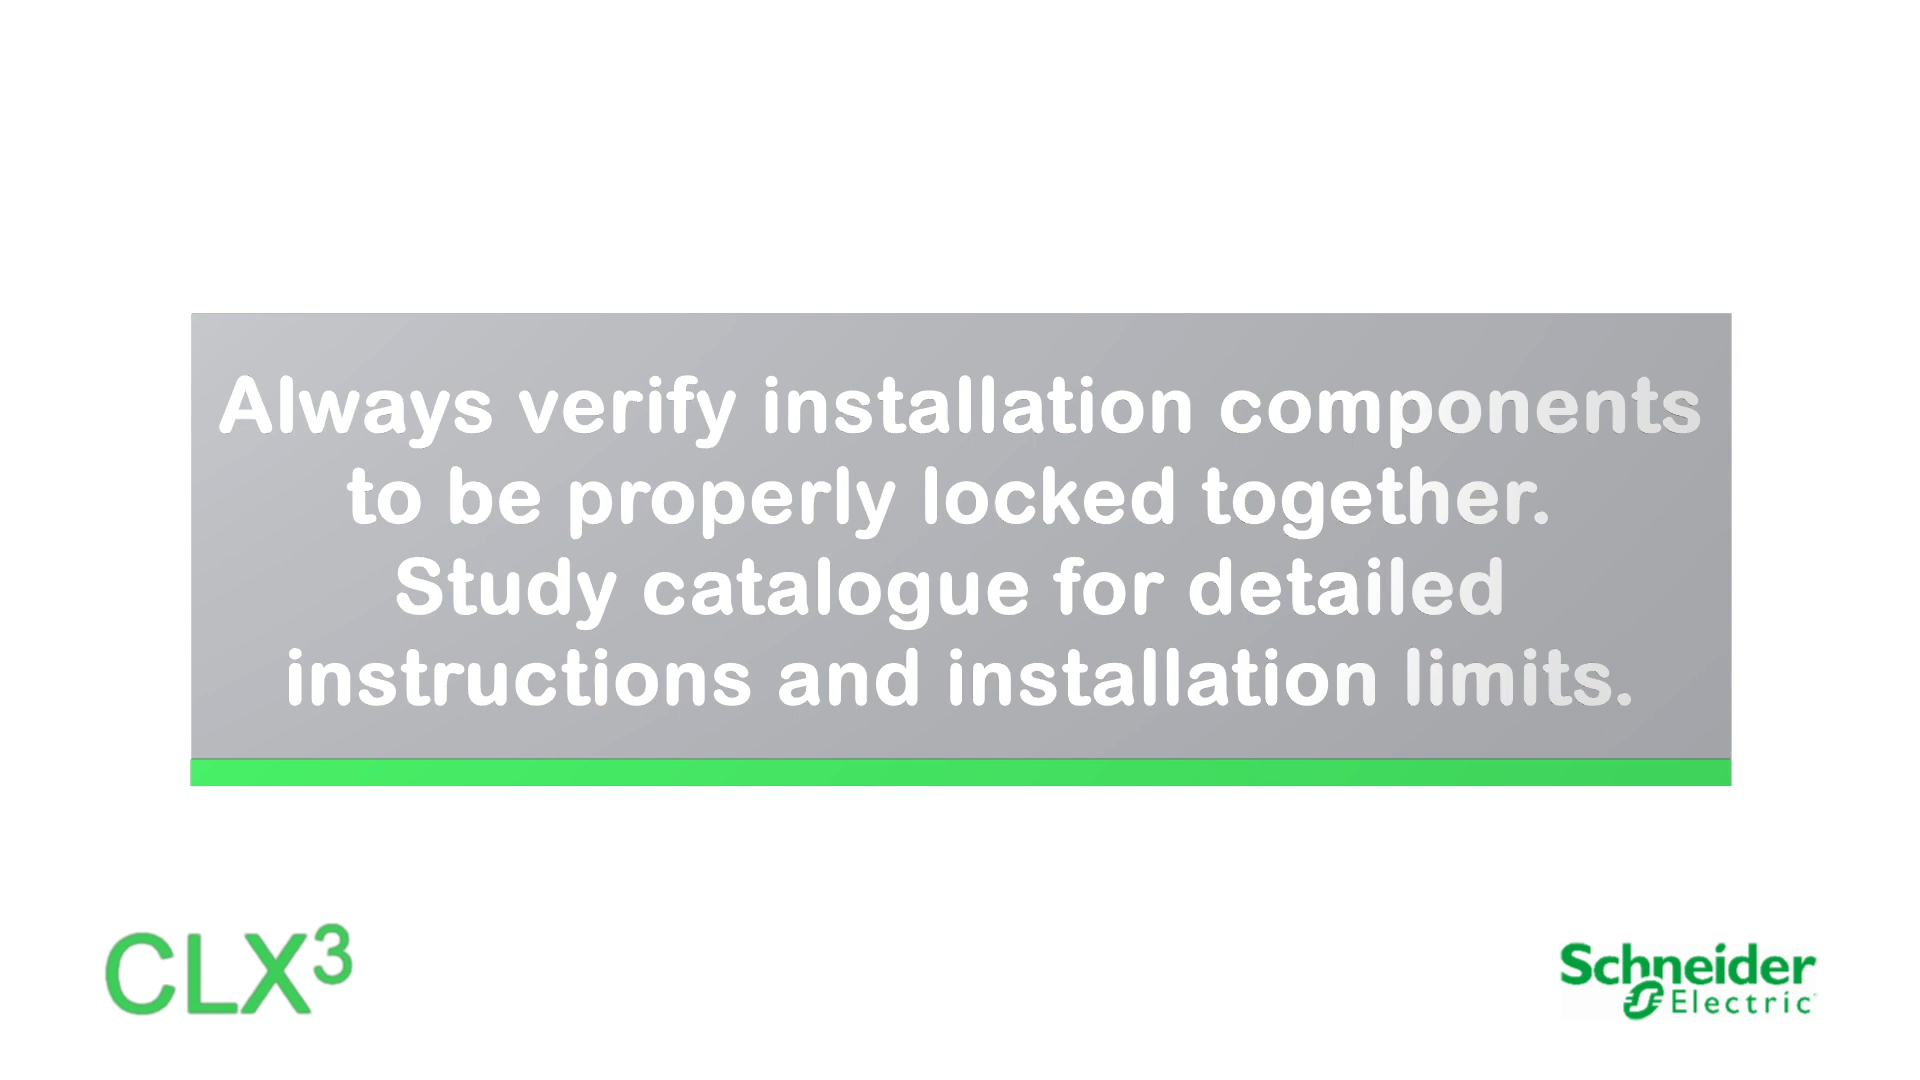 Always verify installation components
to be properly locked together.
Study catalogue for detailed
instructions and installation limits.
CLX³
Schneider
Electric